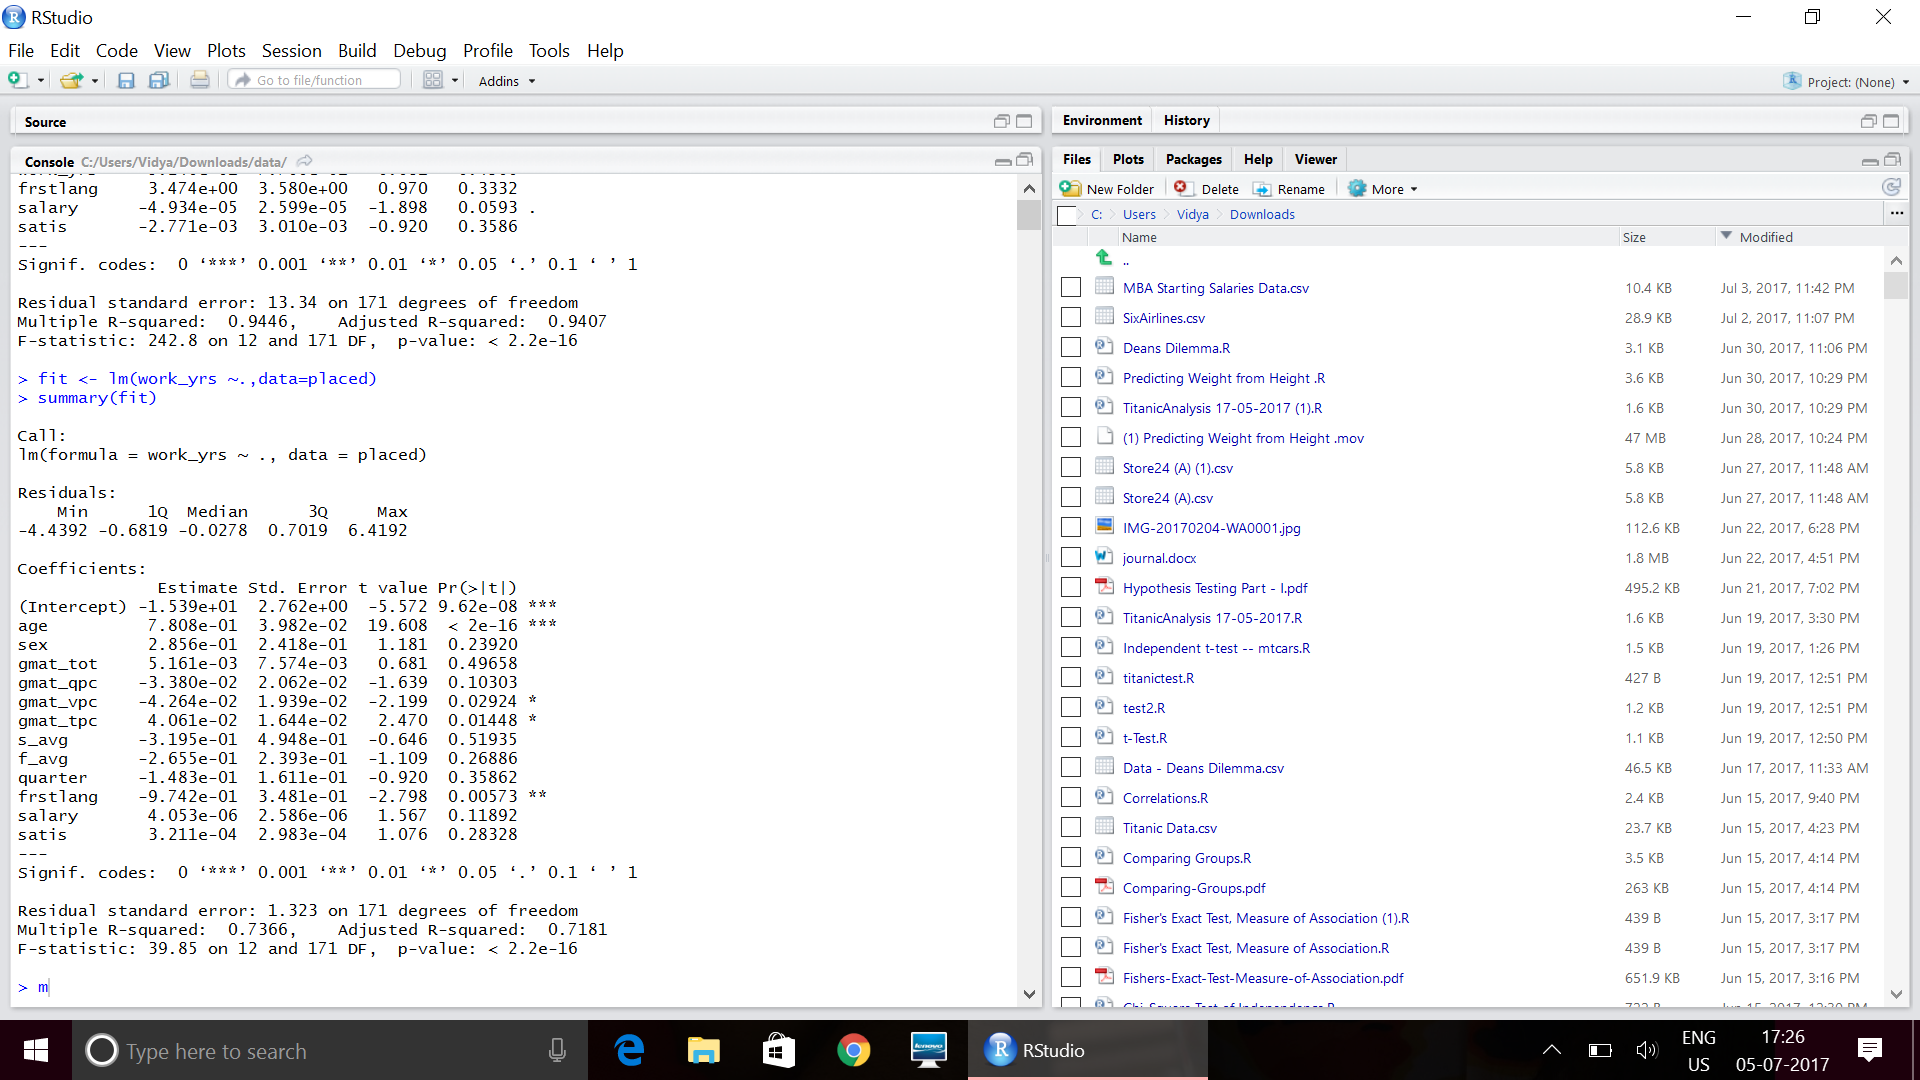 RStudio
File Edit Code View Plots Session Build Debug Profile Tools Help
Go to file/function Addins Project: (None)
Source
Console C:/Users/Vidya/Downloads/data/
frstlang 3.474e+00 3.580e+00 0.970 0.3332
salary -4.934e-05 2.599e-05 -1.898 0.0593 .
satis -2.771e-03 3.010e-03 -0.920 0.3586
---
Signif. codes: 0 ‘***’ 0.001 ‘**’ 0.01 ‘*’ 0.05 ‘.’ 0.1 ‘ ’ 1
Residual standard error: 13.34 on 171 degrees of freedom
Multiple R-squared: 0.9446, Adjusted R-squared: 0.9407
F-statistic: 242.8 on 12 and 171 DF, p-value: < 2.2e-16
> fit <- lm(work_yrs ~.,data=placed)
> summary(fit)
Call:
lm(formula = work_yrs ~ ., data = placed)
Residuals:
Min 1Q Median 3Q Max
-4.4392 -0.6819 -0.0278 0.7019 6.4192
Coefficients:
Estimate Std. Error t value Pr(>|t|)
(Intercept) -1.539e+01 2.762e+00 -5.572 9.62e-08 ***
age 7.808e-01 3.982e-02 19.608 < 2e-16 ***
sex 2.856e-01 2.418e-01 1.181 0.23920
gmat_tot 5.161e-03 7.574e-03 0.681 0.49658
gmat_qpc -3.380e-02 2.062e-02 -1.639 0.10303
gmat_vpc -4.264e-02 1.939e-02 -2.199 0.02924 *
gmat_tpc 4.061e-02 1.644e-02 2.470 0.01448 *
s_avg -3.195e-01 4.948e-01 -0.646 0.51935
f_avg -2.655e-01 2.393e-01 -1.109 0.26886
quarter -1.483e-01 1.611e-01 -0.920 0.35862
frstlang -9.742e-01 3.481e-01 -2.798 0.00573 **
salary 4.053e-06 2.586e-06 1.567 0.11892
satis 3.211e-04 2.983e-04 1.076 0.28328
---
Signif. codes: 0 ‘***’ 0.001 ‘**’ 0.01 ‘*’ 0.05 ‘.’ 0.1 ‘ ’ 1
Residual standard error: 1.323 on 171 degrees of freedom
Multiple R-squared: 0.7366, Adjusted R-squared: 0.7181
F-statistic: 39.85 on 12 and 171 DF, p-value: < 2.2e-16
> m
Environment History
Files Plots Packages Help Viewer
New Folder Delete Rename More
C: Users Vidya Downloads ...
Name Size Modified
..
MBA Starting Salaries Data.csv 10.4 KB Jul 3, 2017, 11:42 PM
SixAirlines.csv 28.9 KB Jul 2, 2017, 11:07 PM
Deans Dilemma.R 3.1 KB Jun 30, 2017, 11:06 PM
Predicting Weight from Height .R 3.6 KB Jun 30, 2017, 10:29 PM
TitanicAnalysis 17-05-2017 (1).R 1.6 KB Jun 30, 2017, 10:29 PM
(1) Predicting Weight from Height .mov 47 MB Jun 28, 2017, 10:24 PM
Store24 (A) (1).csv 5.8 KB Jun 27, 2017, 11:48 AM
Store24 (A).csv 5.8 KB Jun 27, 2017, 11:48 AM
IMG-20170204-WA0001.jpg 112.6 KB Jun 22, 2017, 6:28 PM
journal.docx 1.8 MB Jun 22, 2017, 4:51 PM
Hypothesis Testing Part - I.pdf 495.2 KB Jun 21, 2017, 7:02 PM
TitanicAnalysis 17-05-2017.R 1.6 KB Jun 19, 2017, 3:30 PM
Independent t-test -- mtcars.R 1.5 KB Jun 19, 2017, 1:26 PM
titanictest.R 427 B Jun 19, 2017, 12:51 PM
test2.R 1.2 KB Jun 19, 2017, 12:51 PM
t-Test.R 1.1 KB Jun 19, 2017, 12:50 PM
Data - Deans Dilemma.csv 46.5 KB Jun 17, 2017, 11:33 AM
Correlations.R 2.4 KB Jun 15, 2017, 9:40 PM
Titanic Data.csv 23.7 KB Jun 15, 2017, 4:23 PM
Comparing Groups.R 3.5 KB Jun 15, 2017, 4:14 PM
Comparing-Groups.pdf 263 KB Jun 15, 2017, 4:14 PM
Fisher's Exact Test, Measure of Association (1).R 439 B Jun 15, 2017, 3:17 PM
Fisher's Exact Test, Measure of Association.R 439 B Jun 15, 2017, 3:17 PM
Fishers-Exact-Test-Measure-of-Association.pdf 651.9 KB Jun 15, 2017, 3:16 PM
Type here to search
lenovo
RStudio
ENG 17:26
US 05-07-2017